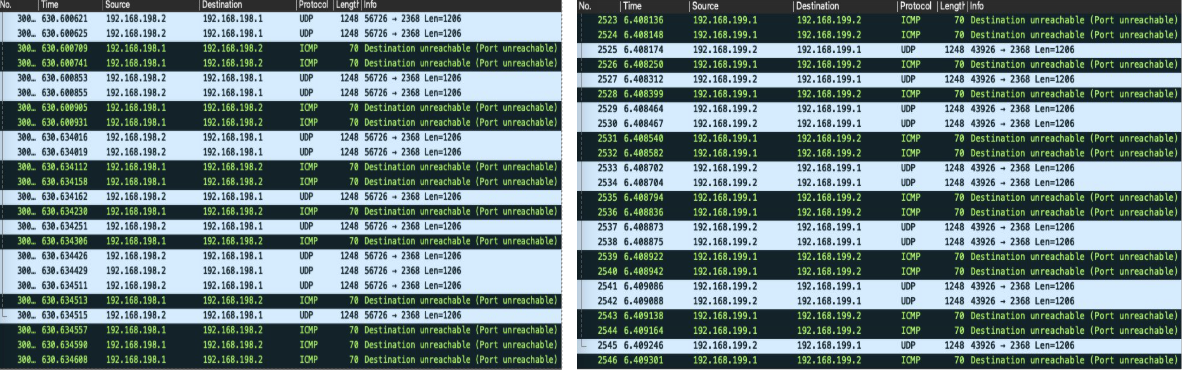 No. Time Source Destination Protocol Length Info
300… 630.600621 192.168.198.2 192.168.198.1 UDP 1248 56726 → 2368 Len=1206
300… 630.600625 192.168.198.2 192.168.198.1 UDP 1248 56726 → 2368 Len=1206
300… 630.600709 192.168.198.1 192.168.198.2 ICMP 70 Destination unreachable (Port unreachable)
300… 630.600741 192.168.198.1 192.168.198.2 ICMP 70 Destination unreachable (Port unreachable)
300… 630.600853 192.168.198.2 192.168.198.1 UDP 1248 56726 → 2368 Len=1206
300… 630.600855 192.168.198.2 192.168.198.1 UDP 1248 56726 → 2368 Len=1206
300… 630.600905 192.168.198.1 192.168.198.2 ICMP 70 Destination unreachable (Port unreachable)
300… 630.600931 192.168.198.1 192.168.198.2 ICMP 70 Destination unreachable (Port unreachable)
300… 630.634016 192.168.198.2 192.168.198.1 UDP 1248 56726 → 2368 Len=1206
300… 630.634019 192.168.198.2 192.168.198.1 UDP 1248 56726 → 2368 Len=1206
300… 630.634112 192.168.198.1 192.168.198.2 ICMP 70 Destination unreachable (Port unreachable)
300… 630.634158 192.168.198.1 192.168.198.2 ICMP 70 Destination unreachable (Port unreachable)
300… 630.634162 192.168.198.2 192.168.198.1 UDP 1248 56726 → 2368 Len=1206
300… 630.634230 192.168.198.1 192.168.198.2 ICMP 70 Destination unreachable (Port unreachable)
300… 630.634251 192.168.198.2 192.168.198.1 UDP 1248 56726 → 2368 Len=1206
300… 630.634306 192.168.198.1 192.168.198.2 ICMP 70 Destination unreachable (Port unreachable)
300… 630.634426 192.168.198.2 192.168.198.1 UDP 1248 56726 → 2368 Len=1206
300… 630.634429 192.168.198.2 192.168.198.1 UDP 1248 56726 → 2368 Len=1206
300… 630.634511 192.168.198.2 192.168.198.1 UDP 1248 56726 → 2368 Len=1206
300… 630.634513 192.168.198.1 192.168.198.2 ICMP 70 Destination unreachable (Port unreachable)
300… 630.634515 192.168.198.2 192.168.198.1 UDP 1248 56726 → 2368 Len=1206
300… 630.634557 192.168.198.1 192.168.198.2 ICMP 70 Destination unreachable (Port unreachable)
300… 630.634590 192.168.198.1 192.168.198.2 ICMP 70 Destination unreachable (Port unreachable)
300… 630.634608 192.168.198.1 192.168.198.2 ICMP 70 Destination unreachable (Port unreachable)
No. Time Source Destination Protocol Length Info
2523 6.408136 192.168.199.1 192.168.199.2 ICMP 70 Destination unreachable (Port unreachable)
2524 6.408148 192.168.199.1 192.168.199.2 ICMP 70 Destination unreachable (Port unreachable)
2525 6.408174 192.168.199.2 192.168.199.1 UDP 1248 43926 → 2368 Len=1206
2526 6.408250 192.168.199.1 192.168.199.2 ICMP 70 Destination unreachable (Port unreachable)
2527 6.408312 192.168.199.2 192.168.199.1 UDP 1248 43926 → 2368 Len=1206
2528 6.408399 192.168.199.1 192.168.199.2 ICMP 70 Destination unreachable (Port unreachable)
2529 6.408464 192.168.199.2 192.168.199.1 UDP 1248 43926 → 2368 Len=1206
2530 6.408467 192.168.199.2 192.168.199.1 UDP 1248 43926 → 2368 Len=1206
2531 6.408540 192.168.199.1 192.168.199.2 ICMP 70 Destination unreachable (Port unreachable)
2532 6.408582 192.168.199.1 192.168.199.2 ICMP 70 Destination unreachable (Port unreachable)
2533 6.408702 192.168.199.2 192.168.199.1 UDP 1248 43926 → 2368 Len=1206
2534 6.408704 192.168.199.2 192.168.199.1 UDP 1248 43926 → 2368 Len=1206
2535 6.408794 192.168.199.1 192.168.199.2 ICMP 70 Destination unreachable (Port unreachable)
2536 6.408836 192.168.199.1 192.168.199.2 ICMP 70 Destination unreachable (Port unreachable)
2537 6.408873 192.168.199.2 192.168.199.1 UDP 1248 43926 → 2368 Len=1206
2538 6.408875 192.168.199.2 192.168.199.1 UDP 1248 43926 → 2368 Len=1206
2539 6.408922 192.168.199.1 192.168.199.2 ICMP 70 Destination unreachable (Port unreachable)
2540 6.408942 192.168.199.1 192.168.199.2 ICMP 70 Destination unreachable (Port unreachable)
2541 6.409086 192.168.199.2 192.168.199.1 UDP 1248 43926 → 2368 Len=1206
2542 6.409088 192.168.199.2 192.168.199.1 UDP 1248 43926 → 2368 Len=1206
2543 6.409138 192.168.199.1 192.168.199.2 ICMP 70 Destination unreachable (Port unreachable)
2544 6.409164 192.168.199.1 192.168.199.2 ICMP 70 Destination unreachable (Port unreachable)
2545 6.409246 192.168.199.2 192.168.199.1 UDP 1248 43926 → 2368 Len=1206
2546 6.409301 192.168.199.1 192.168.199.2 ICMP 70 Destination unreachable (Port unreachable)